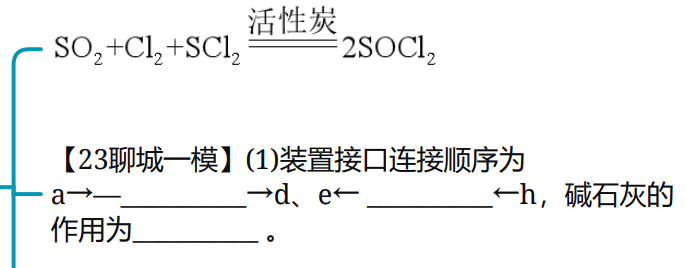 活性炭
SO₂+Cl₂+SCl₂══2SOCl₂
【23聊城一模】(1)装置接口连接顺序为
a→—__________→d、e← __________←h，碱石灰的
作用为__________ 。